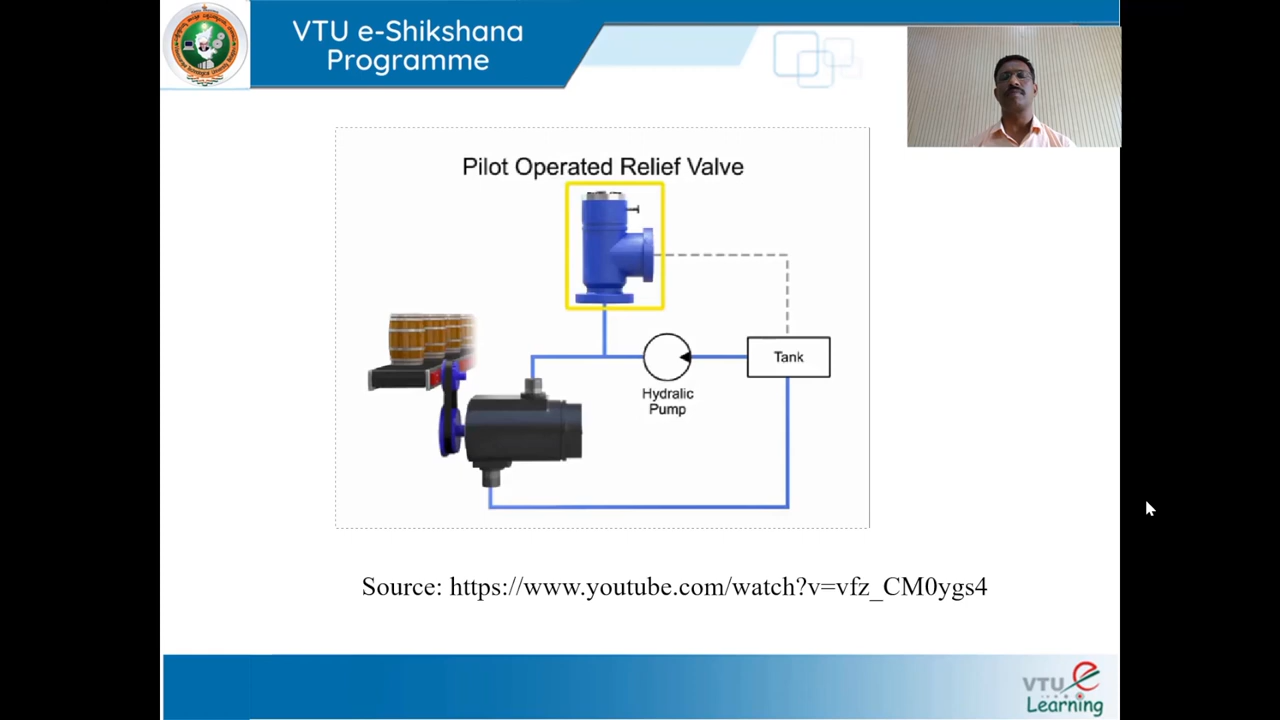 VTU e-Shikshana
Programme
Pilot Operated Relief Valve
Tank
Hydralic
Pump
Source: https://www.youtube.com/watch?v=vfz_CM0ygs4
VTU e
Learning